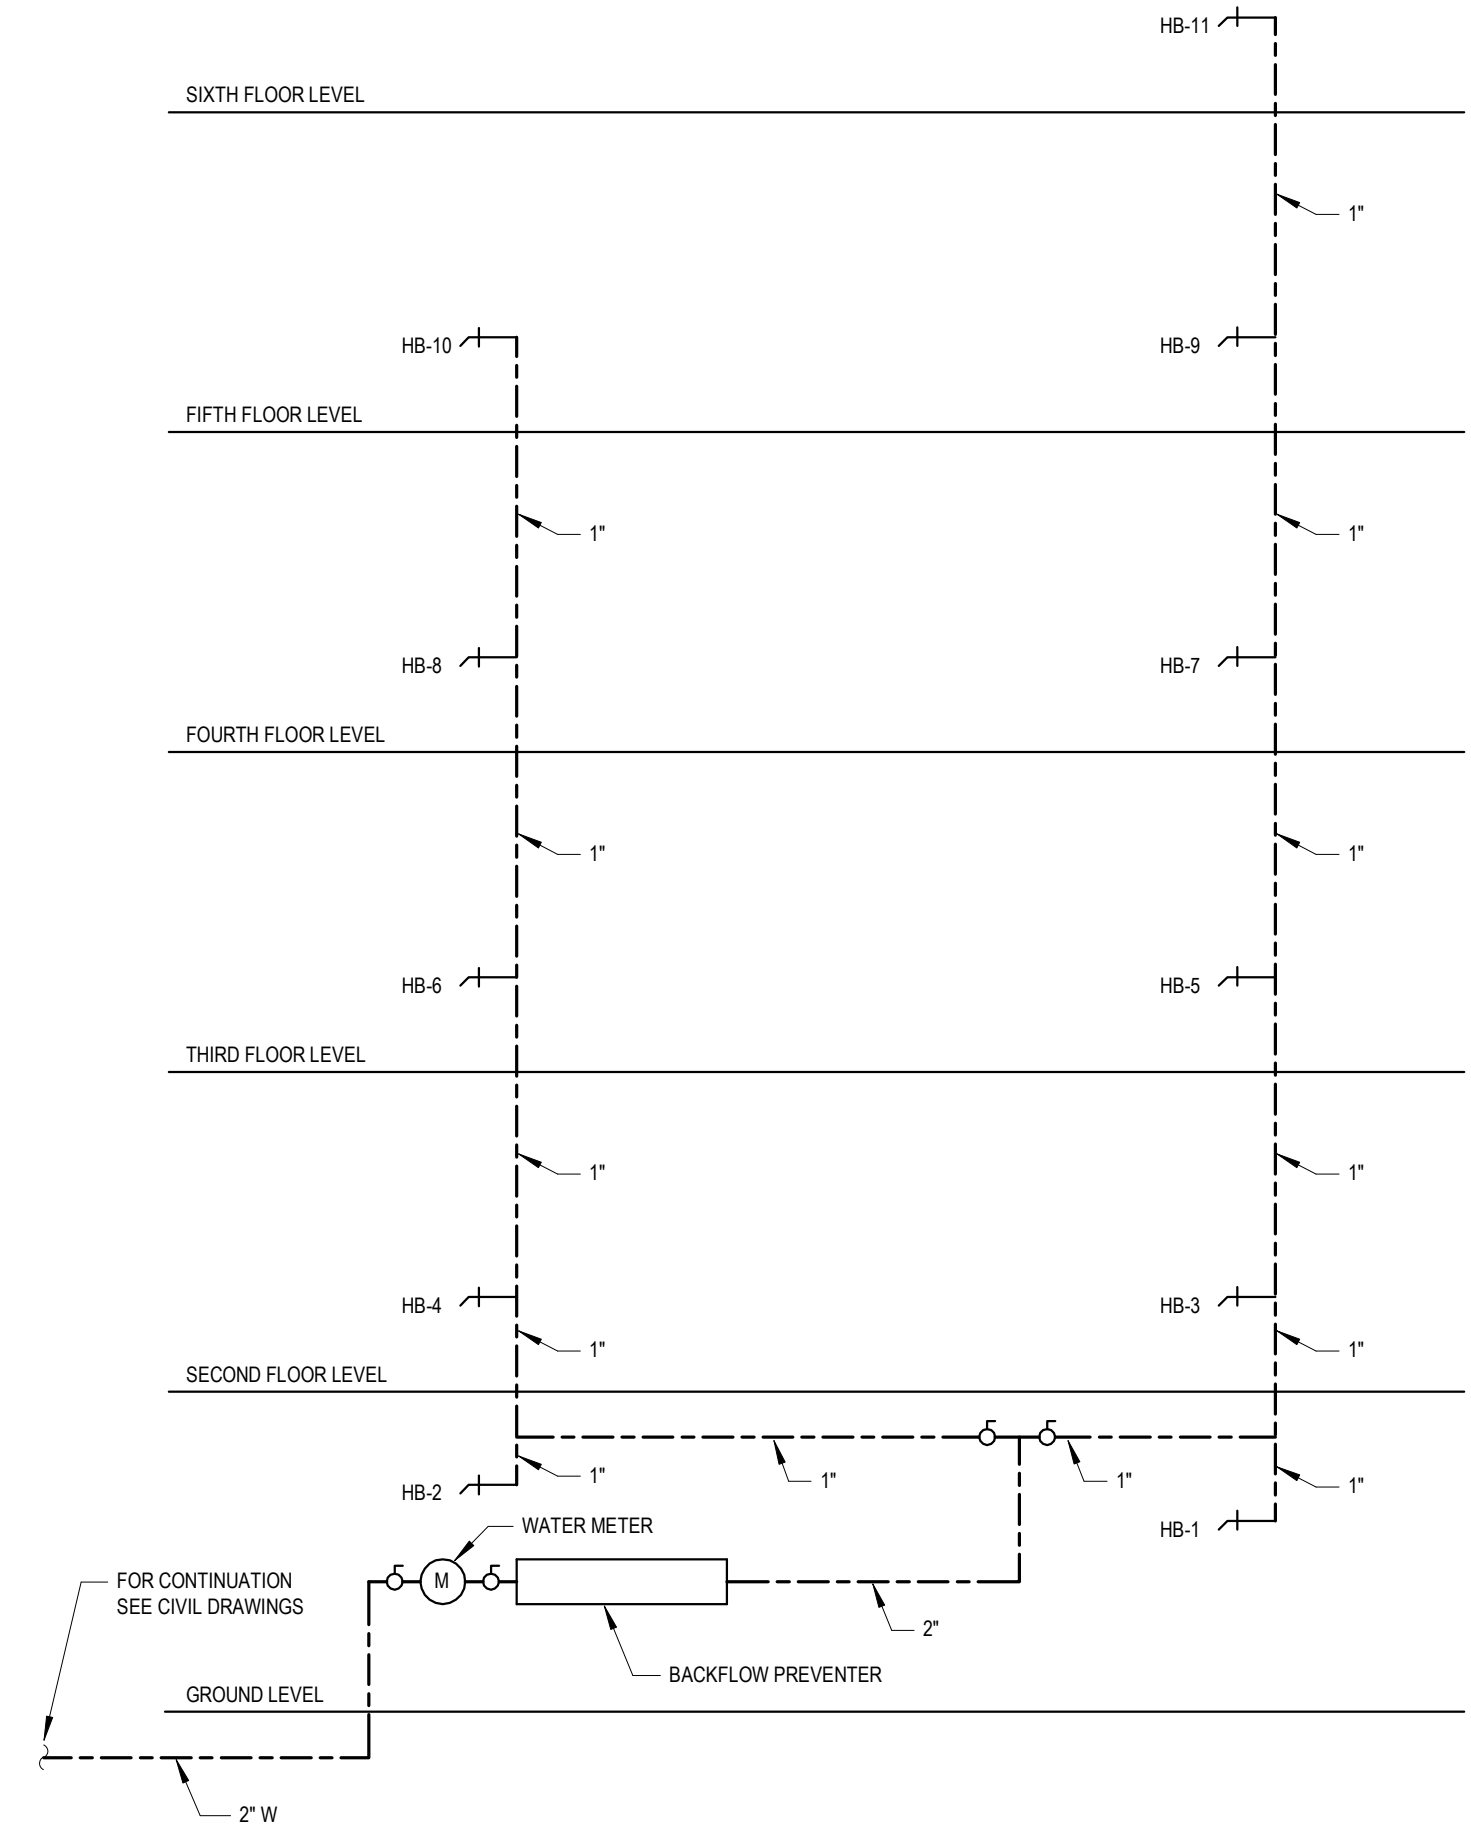 HB-11
SIXTH FLOOR LEVEL
1"
HB-10
HB-9
FIFTH FLOOR LEVEL
1"
1"
HB-8
HB-7
FOURTH FLOOR LEVEL
1"
1"
HB-6
HB-5
THIRD FLOOR LEVEL
1"
1"
HB-4
HB-3
1"
1"
SECOND FLOOR LEVEL
1"
1"
1"
1"
HB-2
HB-1
WATER METER
M
FOR CONTINUATION
SEE CIVIL DRAWINGS
2"
BACKFLOW PREVENTER
GROUND LEVEL
2" W